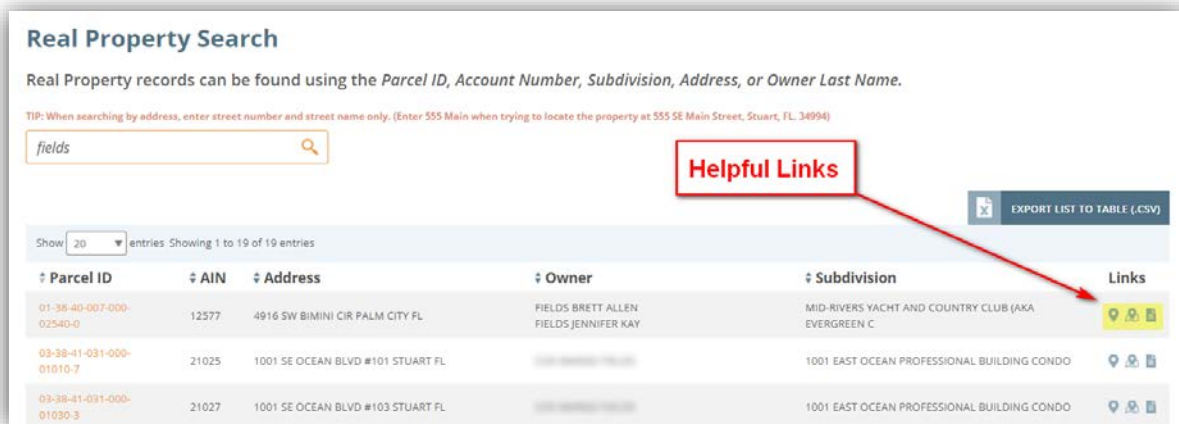 Real Property Search
Real Property records can be found using the Parcel ID, Account Number, Subdivision, Address, or Owner Last Name.
TIP: When searching by address, enter street number and street name only. (Enter 555 Main when trying to locate the property at 555 SE Main Street, Stuart, FL. 34994)
fields
Helpful Links
EXPORT LIST TO TABLE (.CSV)
Show 20 entries Showing 1 to 19 of 19 entries
Parcel ID AIN Address Owner Subdivision Links
01-38-40-007-000- 12577 4916 SW BIMINI CIR PALM CITY FL FIELDS BRETT ALLEN MID-RIVERS YACHT AND COUNTRY CLUB (AKA
02540-0 FIELDS JENNIFER KAY EVERGREEN C
03-38-41-031-000- 21025 1001 SE OCEAN BLVD #101 STUART FL 1001 EAST OCEAN PROFESSIONAL BUILDING CONDO
01010-7
03-38-41-031-000- 21027 1001 SE OCEAN BLVD #103 STUART FL 1001 EAST OCEAN PROFESSIONAL BUILDING CONDO
01030-3